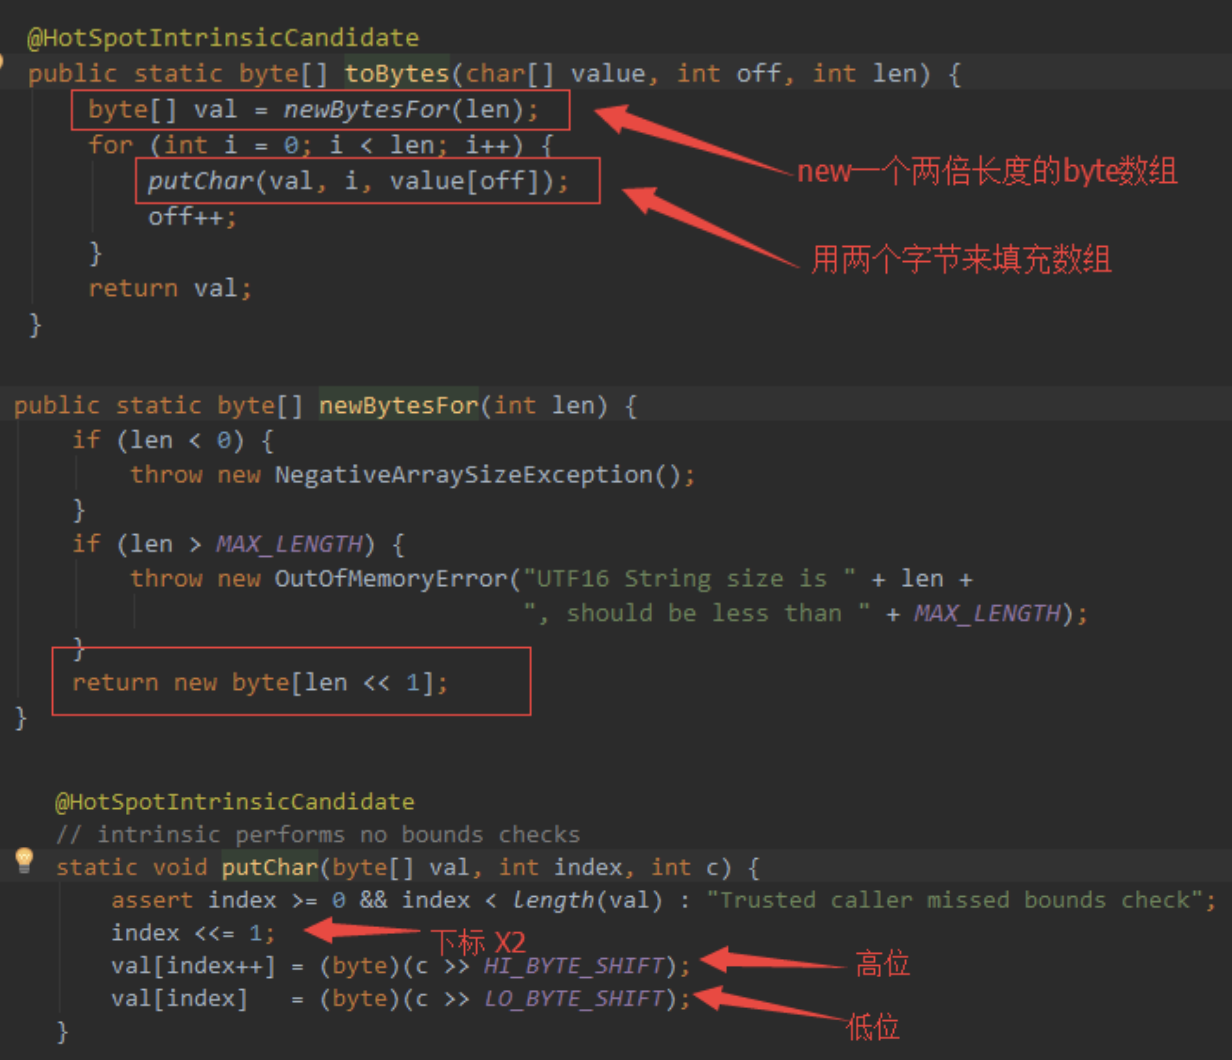 @HotSpotIntrinsicCandidate
public static byte[] toBytes(char[] value, int off, int len) {
byte[] val = newBytesFor(len);
for (int i = 0; i < len; i++) {
new一个两倍长度的byte数组
putChar(val, i, value[off]);
off++;
用两个字节来填充数组
}
return val;
}
public static byte[] newBytesFor(int len) {
if (len < 0) {
throw new NegativeArraySizeException();
}
if (len > MAX_LENGTH) {
throw new OutOfMemoryError("UTF16 String size is " + len +
", should be less than " + MAX_LENGTH);
}
return new byte[len << 1];
}
@HotSpotIntrinsicCandidate
// intrinsic performs no bounds checks
static void putChar(byte[] val, int index, int c) {
assert index >= 0 && index < length(val) : "Trusted caller missed bounds check";
index <<= 1;
下标 X2
val[index++] = (byte)(c >> HI_BYTE_SHIFT);
高位
val[index] = (byte)(c >> LO_BYTE_SHIFT);
低位
}